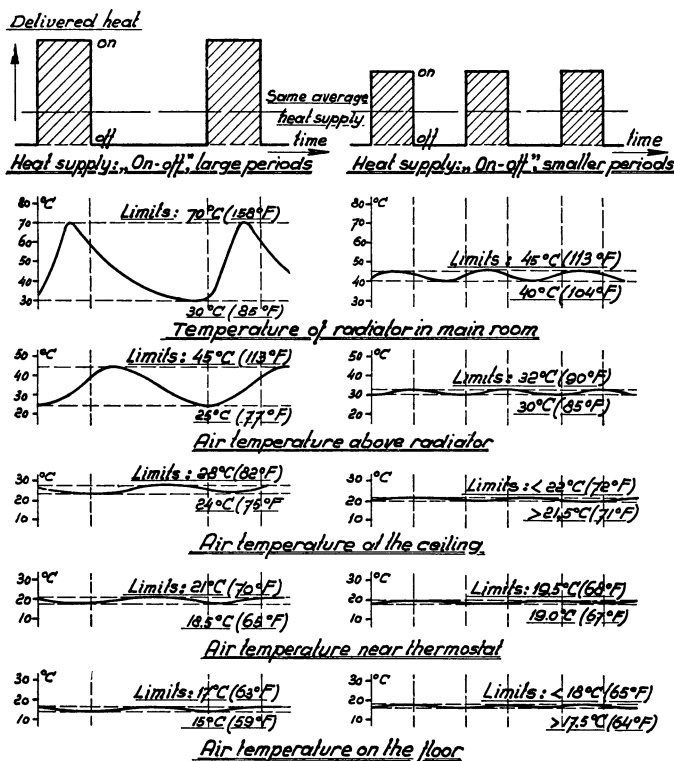 Delivered heat
on
on
Same average
heat supply.
off
time
off
time
Heat supply: „On-off", large periods
Heat supply: „On-off", smaller periods
°C
80
70
60
50
40
30
Limits: 70°C (158°F)
30°C (85°F)
°C
80
70
60
50
40
30
Limits: 45°C (113°F)
40°C (104°F)
Temperature of radiator in main room
50
°C
40
30
20
Limits: 45°C (113°F)
25°C (77°F)
50
°C
40
30
20
Limits: 32°C (90°F)
30°C (85°F)
Air temperature above radiator
30
°C
20
10
Limits: 28°C (82°F)
24°C (75°F)
30
°C
20
10
Limits: < 22°C (72°F)
>21,5°C (71°F)
Air temperature at the ceiling.
30
°C
20
10
Limits: 21°C (70°F)
18.5°C (65°F)
30
°C
20
10
Limits: 19.5°C (68°F)
19.0°C (67°F)
Air temperature near thermostat
30
°C
20
10
Limits: 17°C (63°F)
15°C (59°F)
30
°C
20
10
Limits: < 18°C (65°F)
>17.5°C (64°F)
Air temperature on the floor